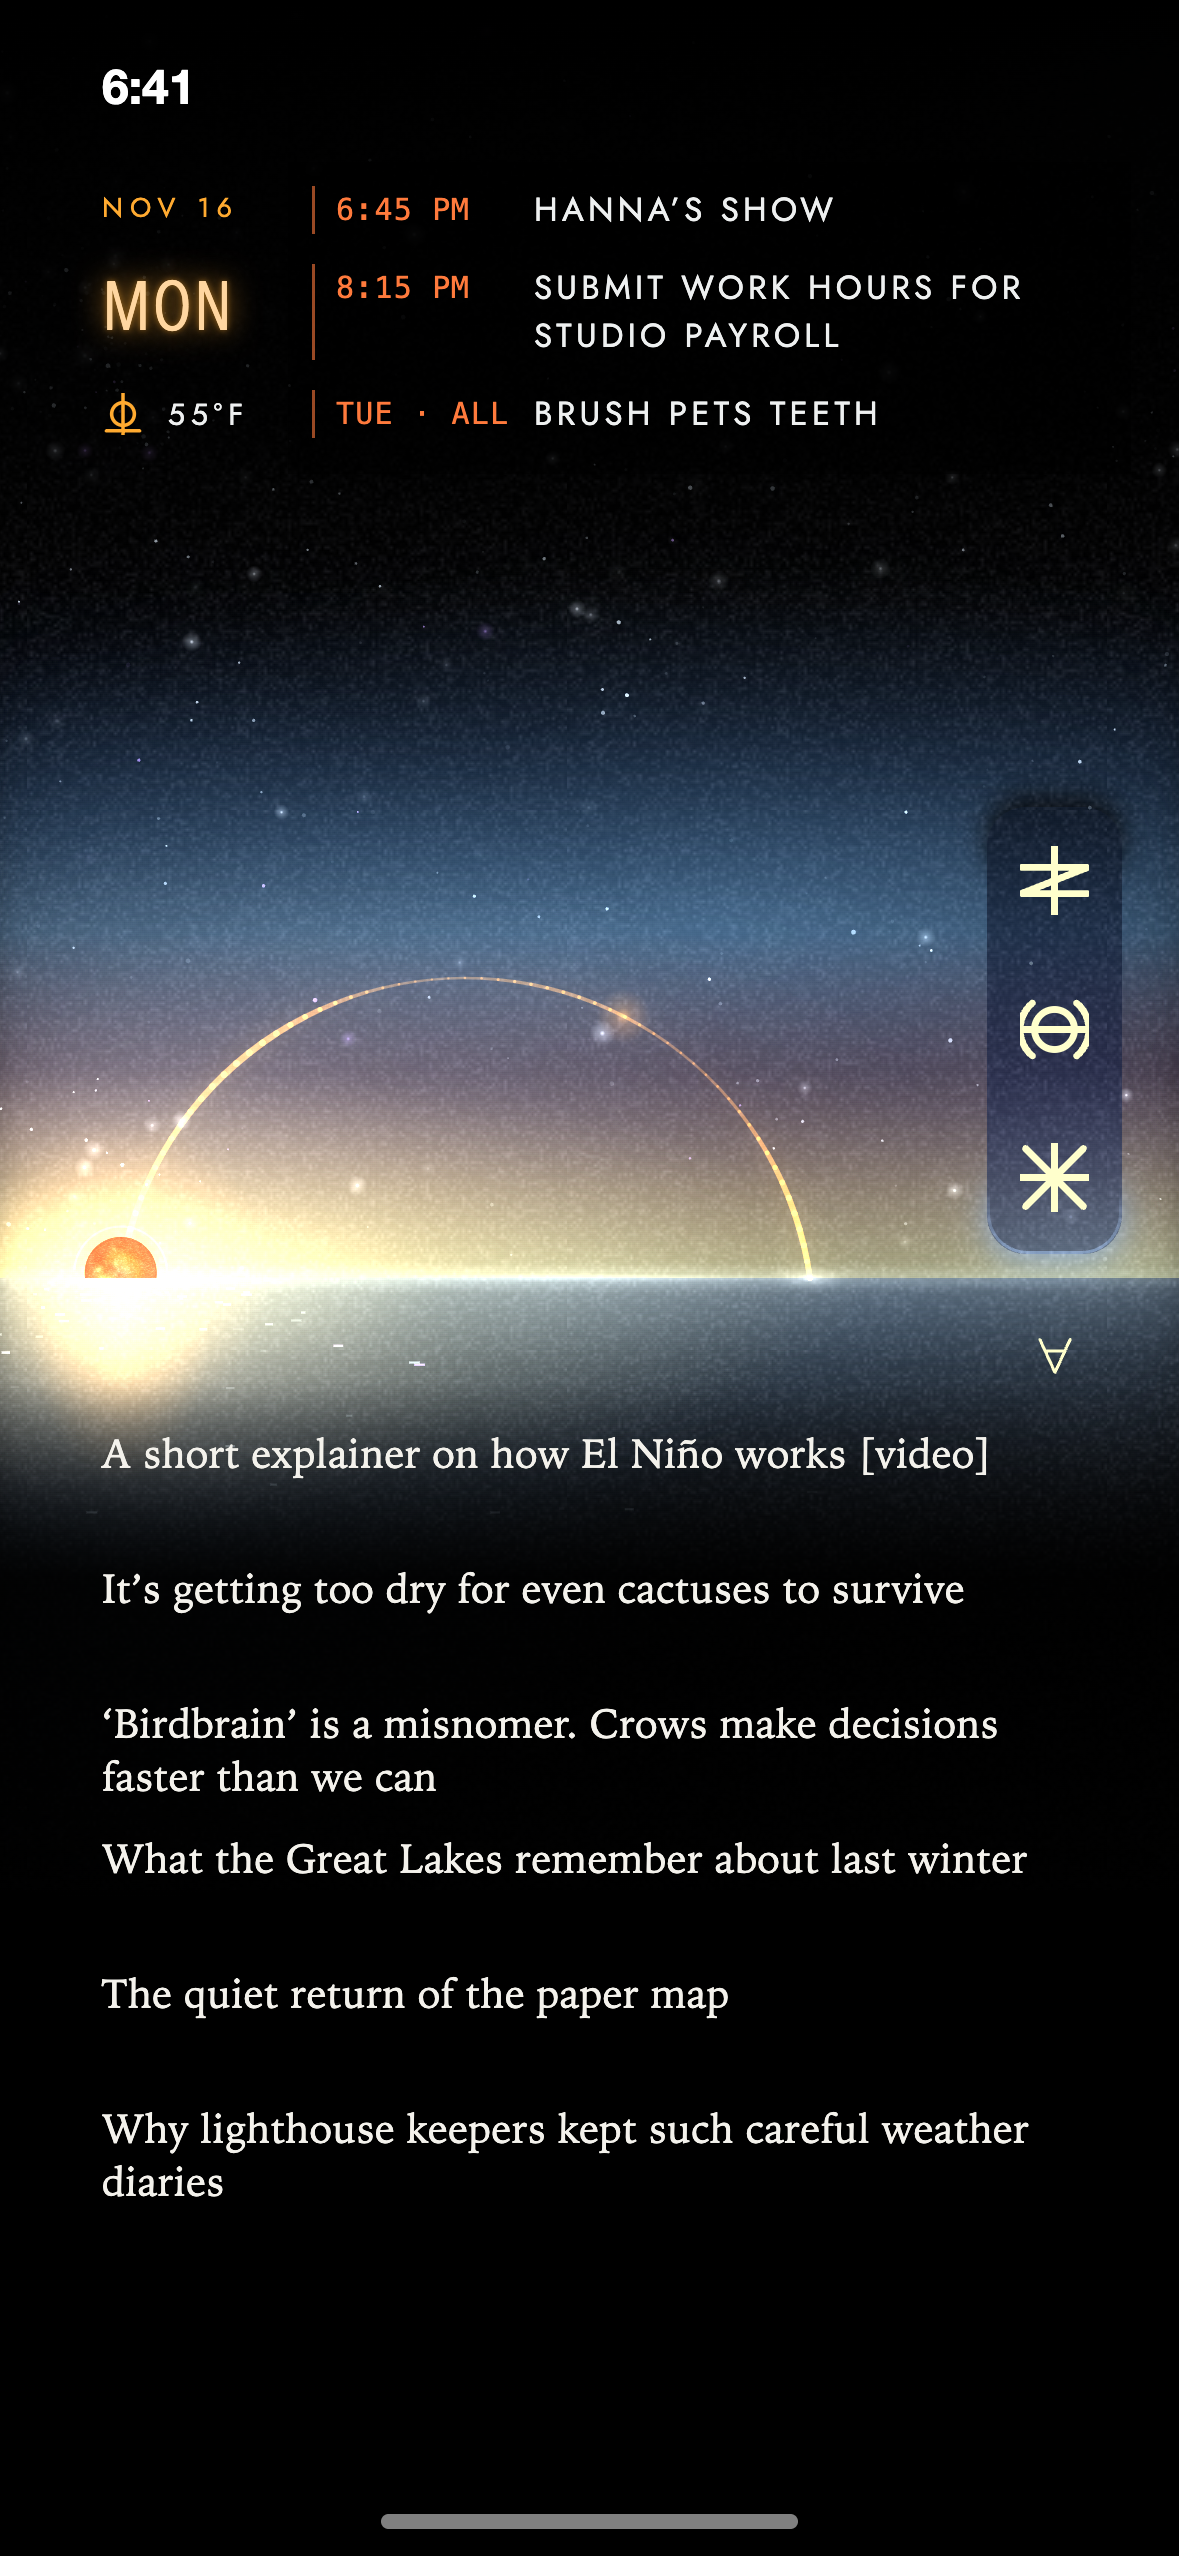 6:41
NOV 16
MON
55°F
6:45 PM HANNA’S SHOW
8:15 PM SUBMIT WORK HOURS FOR
STUDIO PAYROLL
TUE · ALL BRUSH PETS TEETH
A short explainer on how El Niño works [video]
It’s getting too dry for even cactuses to survive
‘Birdbrain’ is a misnomer. Crows make decisions
faster than we can
What the Great Lakes remember about last winter
The quiet return of the paper map
Why lighthouse keepers kept such careful weather
diaries